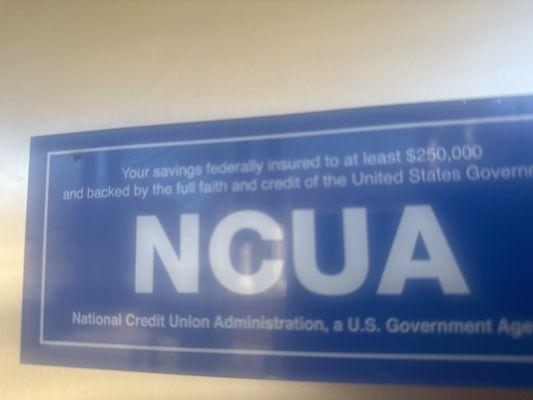 Your savings federally insured to at least $250,000
and backed by the full faith and credit of the United States Governm
NCUA
National Credit Union Administration, a U.S. Government Age